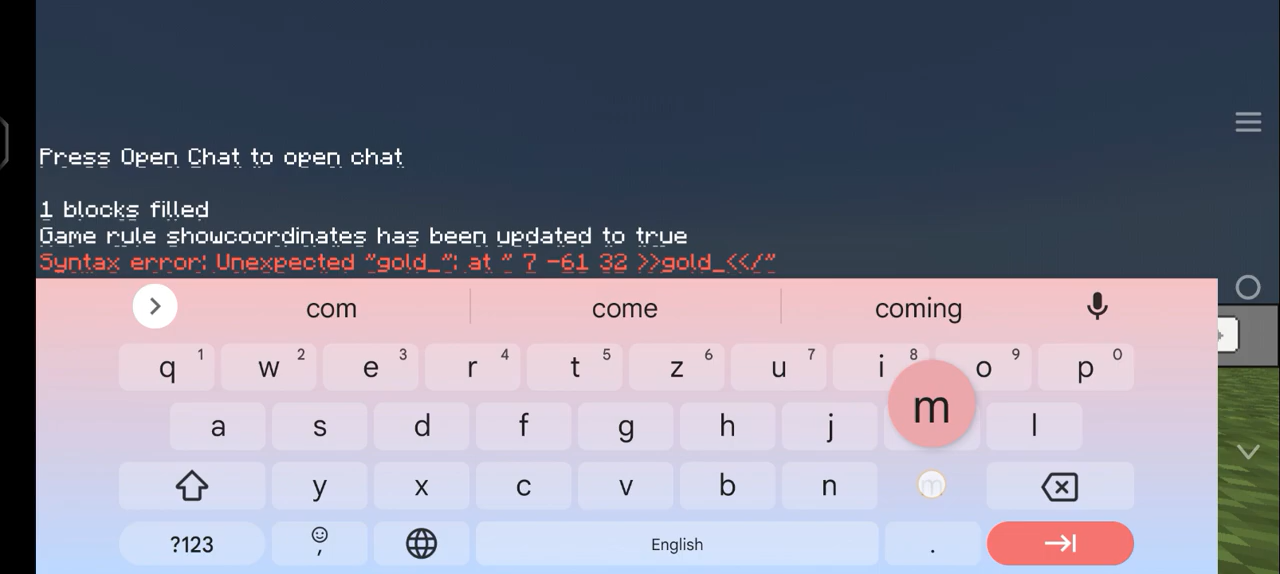 Press Open Chat to open chat
1 blocks filled
Game rule showcoordinates has been updated to true
Syntax error: Unexpected "gold_": at " 7 -61 32 >>gold_<</"
com come coming
q 1 w 2 e 3 r 4 t 5 z 6 u 7 i 8 o 9 p 0
a s d f g h j m l
y x c v b n m
?123 , English .